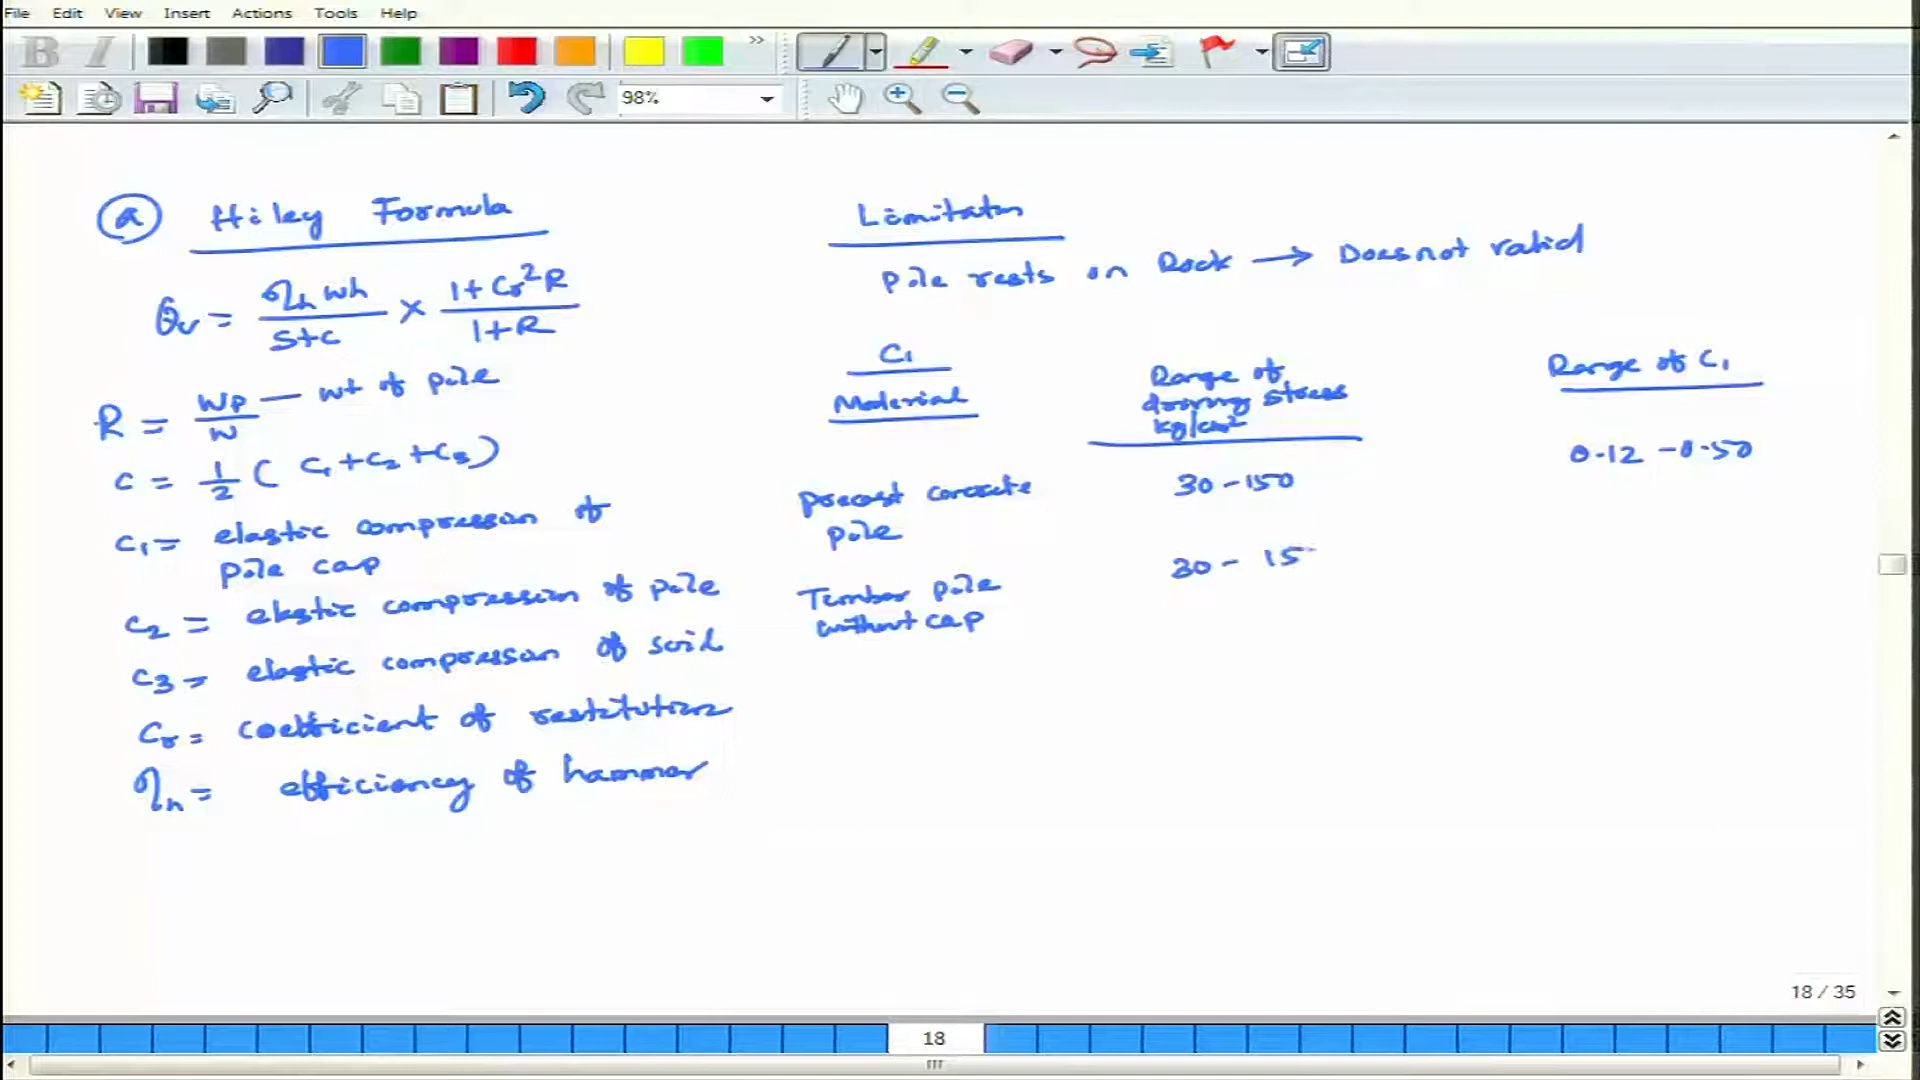 File Edit View Insert Actions Tools Help
B I
98%
a Hiley Formula
Qu = ηh Wh / S+C × 1+Cr²R / 1+R
R = Wp / W — wt of pile
C = 1/2 ( C1 + C2 + C3 )
C1 = elastic compression of
pile cap
C2 = elastic compression of pile
C3 = elastic compression of soil
Cr = coefficient of restitution
ηh = efficiency of hammer
Limitatn
Pile rests on Rock → Does not valid
C1
Material
Range of
driving stress
kg/cm²
Range of C1
precast concrete
pile
30 - 150
0.12 - 0.50
Timber pile
without cap
30 - 15
18 / 35
18